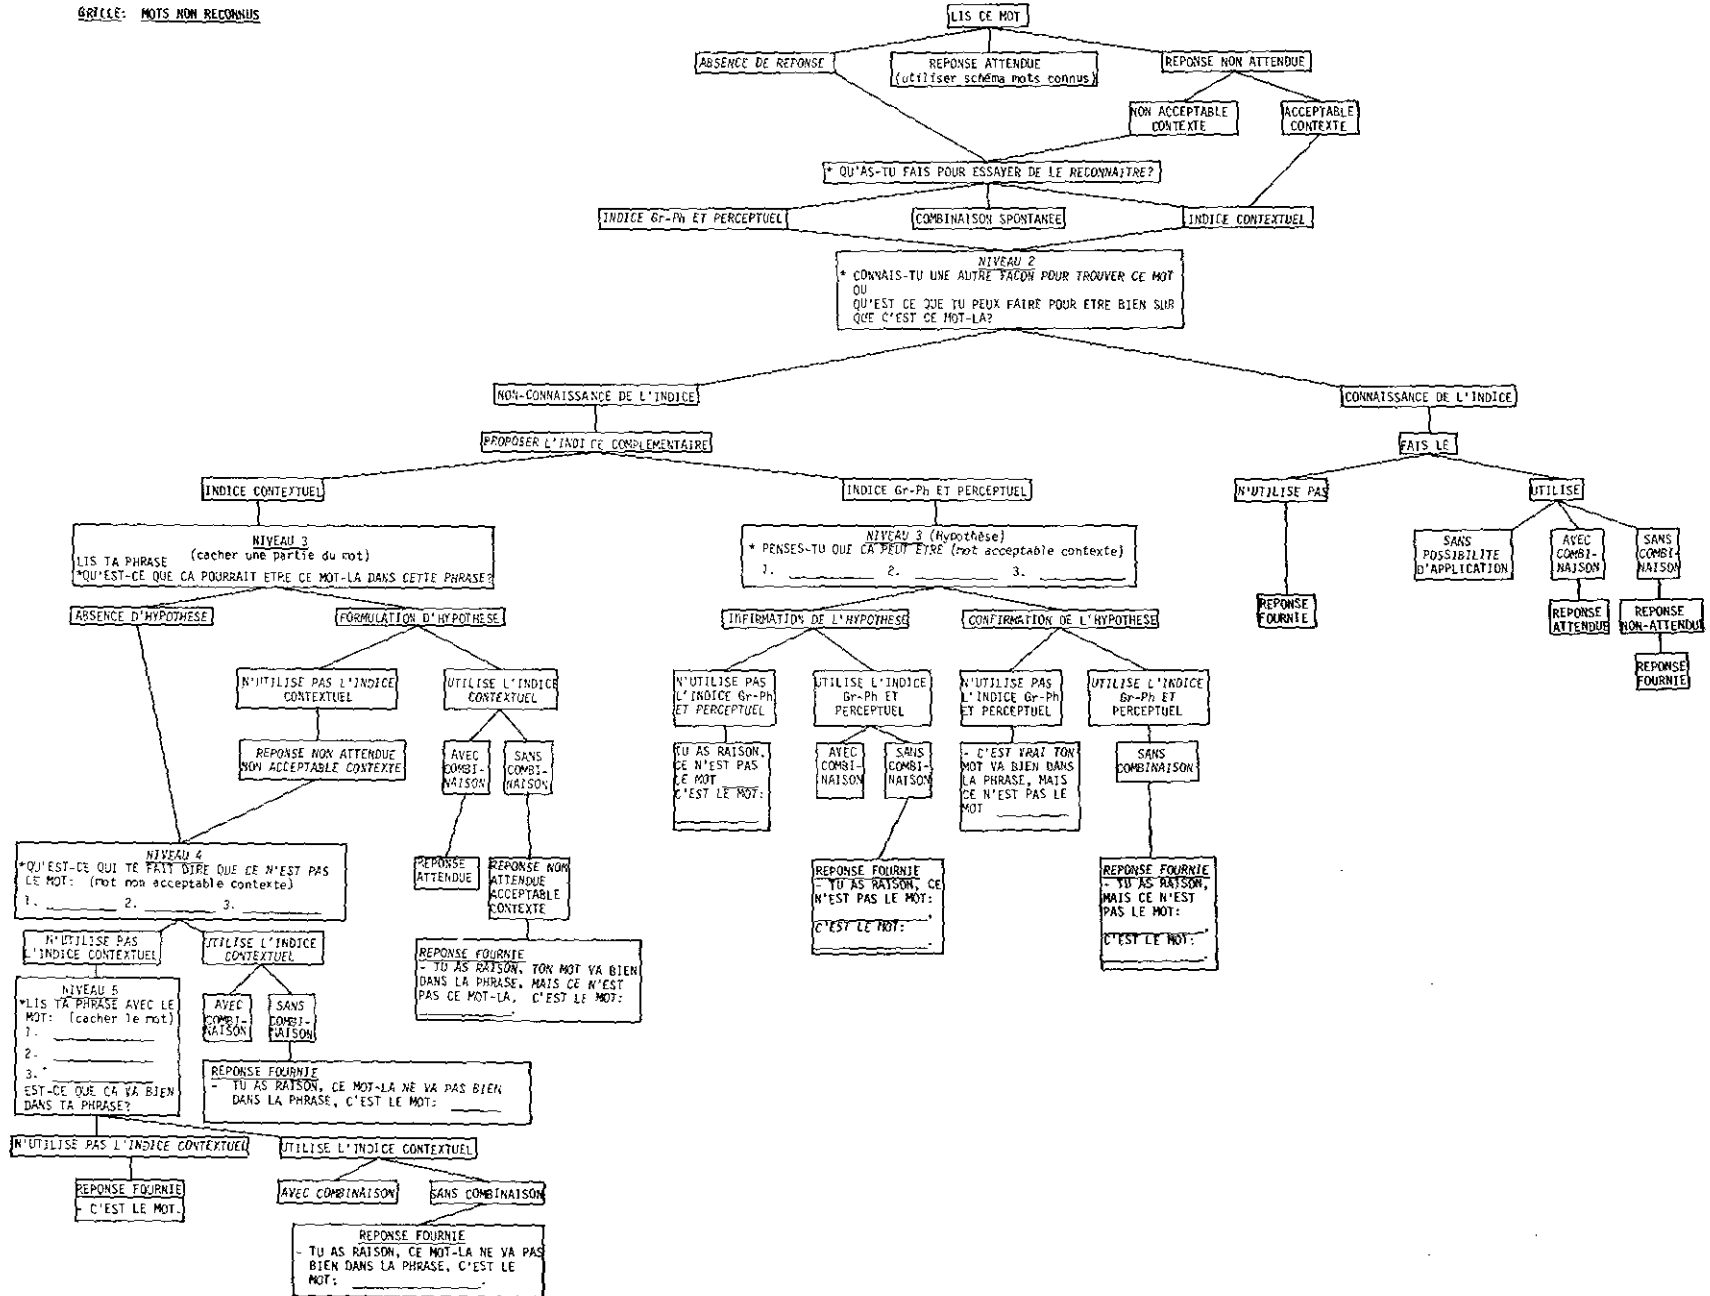 GRILLE: MOTS NON RECONNUS
LIS CE MOT
ABSENCE DE REPONSE
REPONSE ATTENDUE
(utiliser schéma mots connus)
REPONSE NON ATTENDUE
NON ACCEPTABLE
CONTEXTE
ACCEPTABLE
CONTEXTE
* QU'AS-TU FAIS POUR ESSAYER DE LE RECONNAITRE?
INDICE Gr-Ph ET PERCEPTUEL
COMBINAISON SPONTANEE
INDICE CONTEXTUEL
NIVEAU 2
* CONNAIS-TU UNE AUTRE FACON POUR TROUVER CE MOT
OU
QU'EST CE QUE TU PEUX FAIRE POUR ETRE BIEN SUR
QUE C'EST CE MOT-LA?
NON-CONNAISSANCE DE L'INDICE
CONNAISSANCE DE L'INDICE
PROPOSER L'INDICE COMPLEMENTAIRE
FAIS LE
INDICE CONTEXTUEL
INDICE Gr-Ph ET PERCEPTUEL
N'UTILISE PAS
UTILISE
NIVEAU 3
LIS TA PHRASE (cacher une partie du mot)
*QU'EST-CE QUE CA POURRAIT ETRE CE MOT-LA DANS CETTE PHRASE?
NIVEAU 3 (Hypothèse)
* PENSES-TU QUE CA PEUT ETRE (mot acceptable contexte)
1. ________ 2. ________ 3. ________
SANS
POSSIBILITE
D'APPLICATION
AVEC
COMBI-
NAISON
SANS
COMBI-
NAISON
REPONSE
FOURNIE
REPONSE
ATTENDUE
REPONSE
NON-ATTENDUE
REPONSE
FOURNIE
ABSENCE D'HYPOTHESE
FORMULATION D'HYPOTHESE
INFIRMATION DE L'HYPOTHESE
CONFIRMATION DE L'HYPOTHESE
N'UTILISE PAS L'INDICE
CONTEXTUEL
UTILISE L'INDICE
CONTEXTUEL
N'UTILISE PAS
L'INDICE Gr-Ph
ET PERCEPTUEL
UTILISE L'INDICE
Gr-Ph ET
PERCEPTUEL
N'UTILISE PAS
L'INDICE Gr-Ph
ET PERCEPTUEL
UTILISE L'INDICE
Gr-Ph ET
PERCEPTUEL
REPONSE NON ATTENDUE
NON ACCEPTABLE CONTEXTE
AVEC
COMBI-
NAISON
SANS
COMBI-
NAISON
TU AS RAISON,
CE N'EST PAS
LE MOT ____
C'EST LE MOT:
________
AVEC
COMBI-
NAISON
SANS
COMBI-
NAISON
- C'EST VRAI TON
MOT VA BIEN DANS
LA PHRASE, MAIS
CE N'EST PAS LE
MOT ________
SANS
COMBINAISON
NIVEAU 4
*QU'EST-CE QUI TE FAIT DIRE QUE CE N'EST PAS
CE MOT: (mot non acceptable contexte)
1. ________ 2. ________ 3. ________
REPONSE
ATTENDUE
REPONSE NON
ATTENDUE
ACCEPTABLE
CONTEXTE
REPONSE FOURNIE
- TU AS RAISON, CE
N'EST PAS LE MOT:
________.
C'EST LE MOT:
________.
REPONSE FOURNIE
- TU AS RAISON,
MAIS CE N'EST
PAS LE MOT:
________.
C'EST LE MOT:
________.
N'UTILISE PAS
L'INDICE CONTEXTUEL
UTILISE L'INDICE
CONTEXTUEL
REPONSE FOURNIE
- TU AS RAISON, TON MOT VA BIEN
DANS LA PHRASE, MAIS CE N'EST
PAS CE MOT-LA, C'EST LE MOT:
________.
NIVEAU 5
*LIS TA PHRASE AVEC LE
MOT: (cacher le mot)
1. ________
2. ________
3. ________
EST-CE QUE CA VA BIEN
DANS TA PHRASE?
AVEC
COMBI-
NAISON
SANS
COMBI-
NAISON
REPONSE FOURNIE
- TU AS RAISON, CE MOT-LA NE VA PAS BIEN
DANS LA PHRASE, C'EST LE MOT: ____
N'UTILISE PAS L'INDICE CONTEXTUEL
UTILISE L'INDICE CONTEXTUEL
REPONSE FOURNIE
- C'EST LE MOT.
AVEC COMBINAISON
SANS COMBINAISON
REPONSE FOURNIE
- TU AS RAISON, CE MOT-LA NE VA PAS
BIEN DANS LA PHRASE, C'EST LE
MOT: ________.